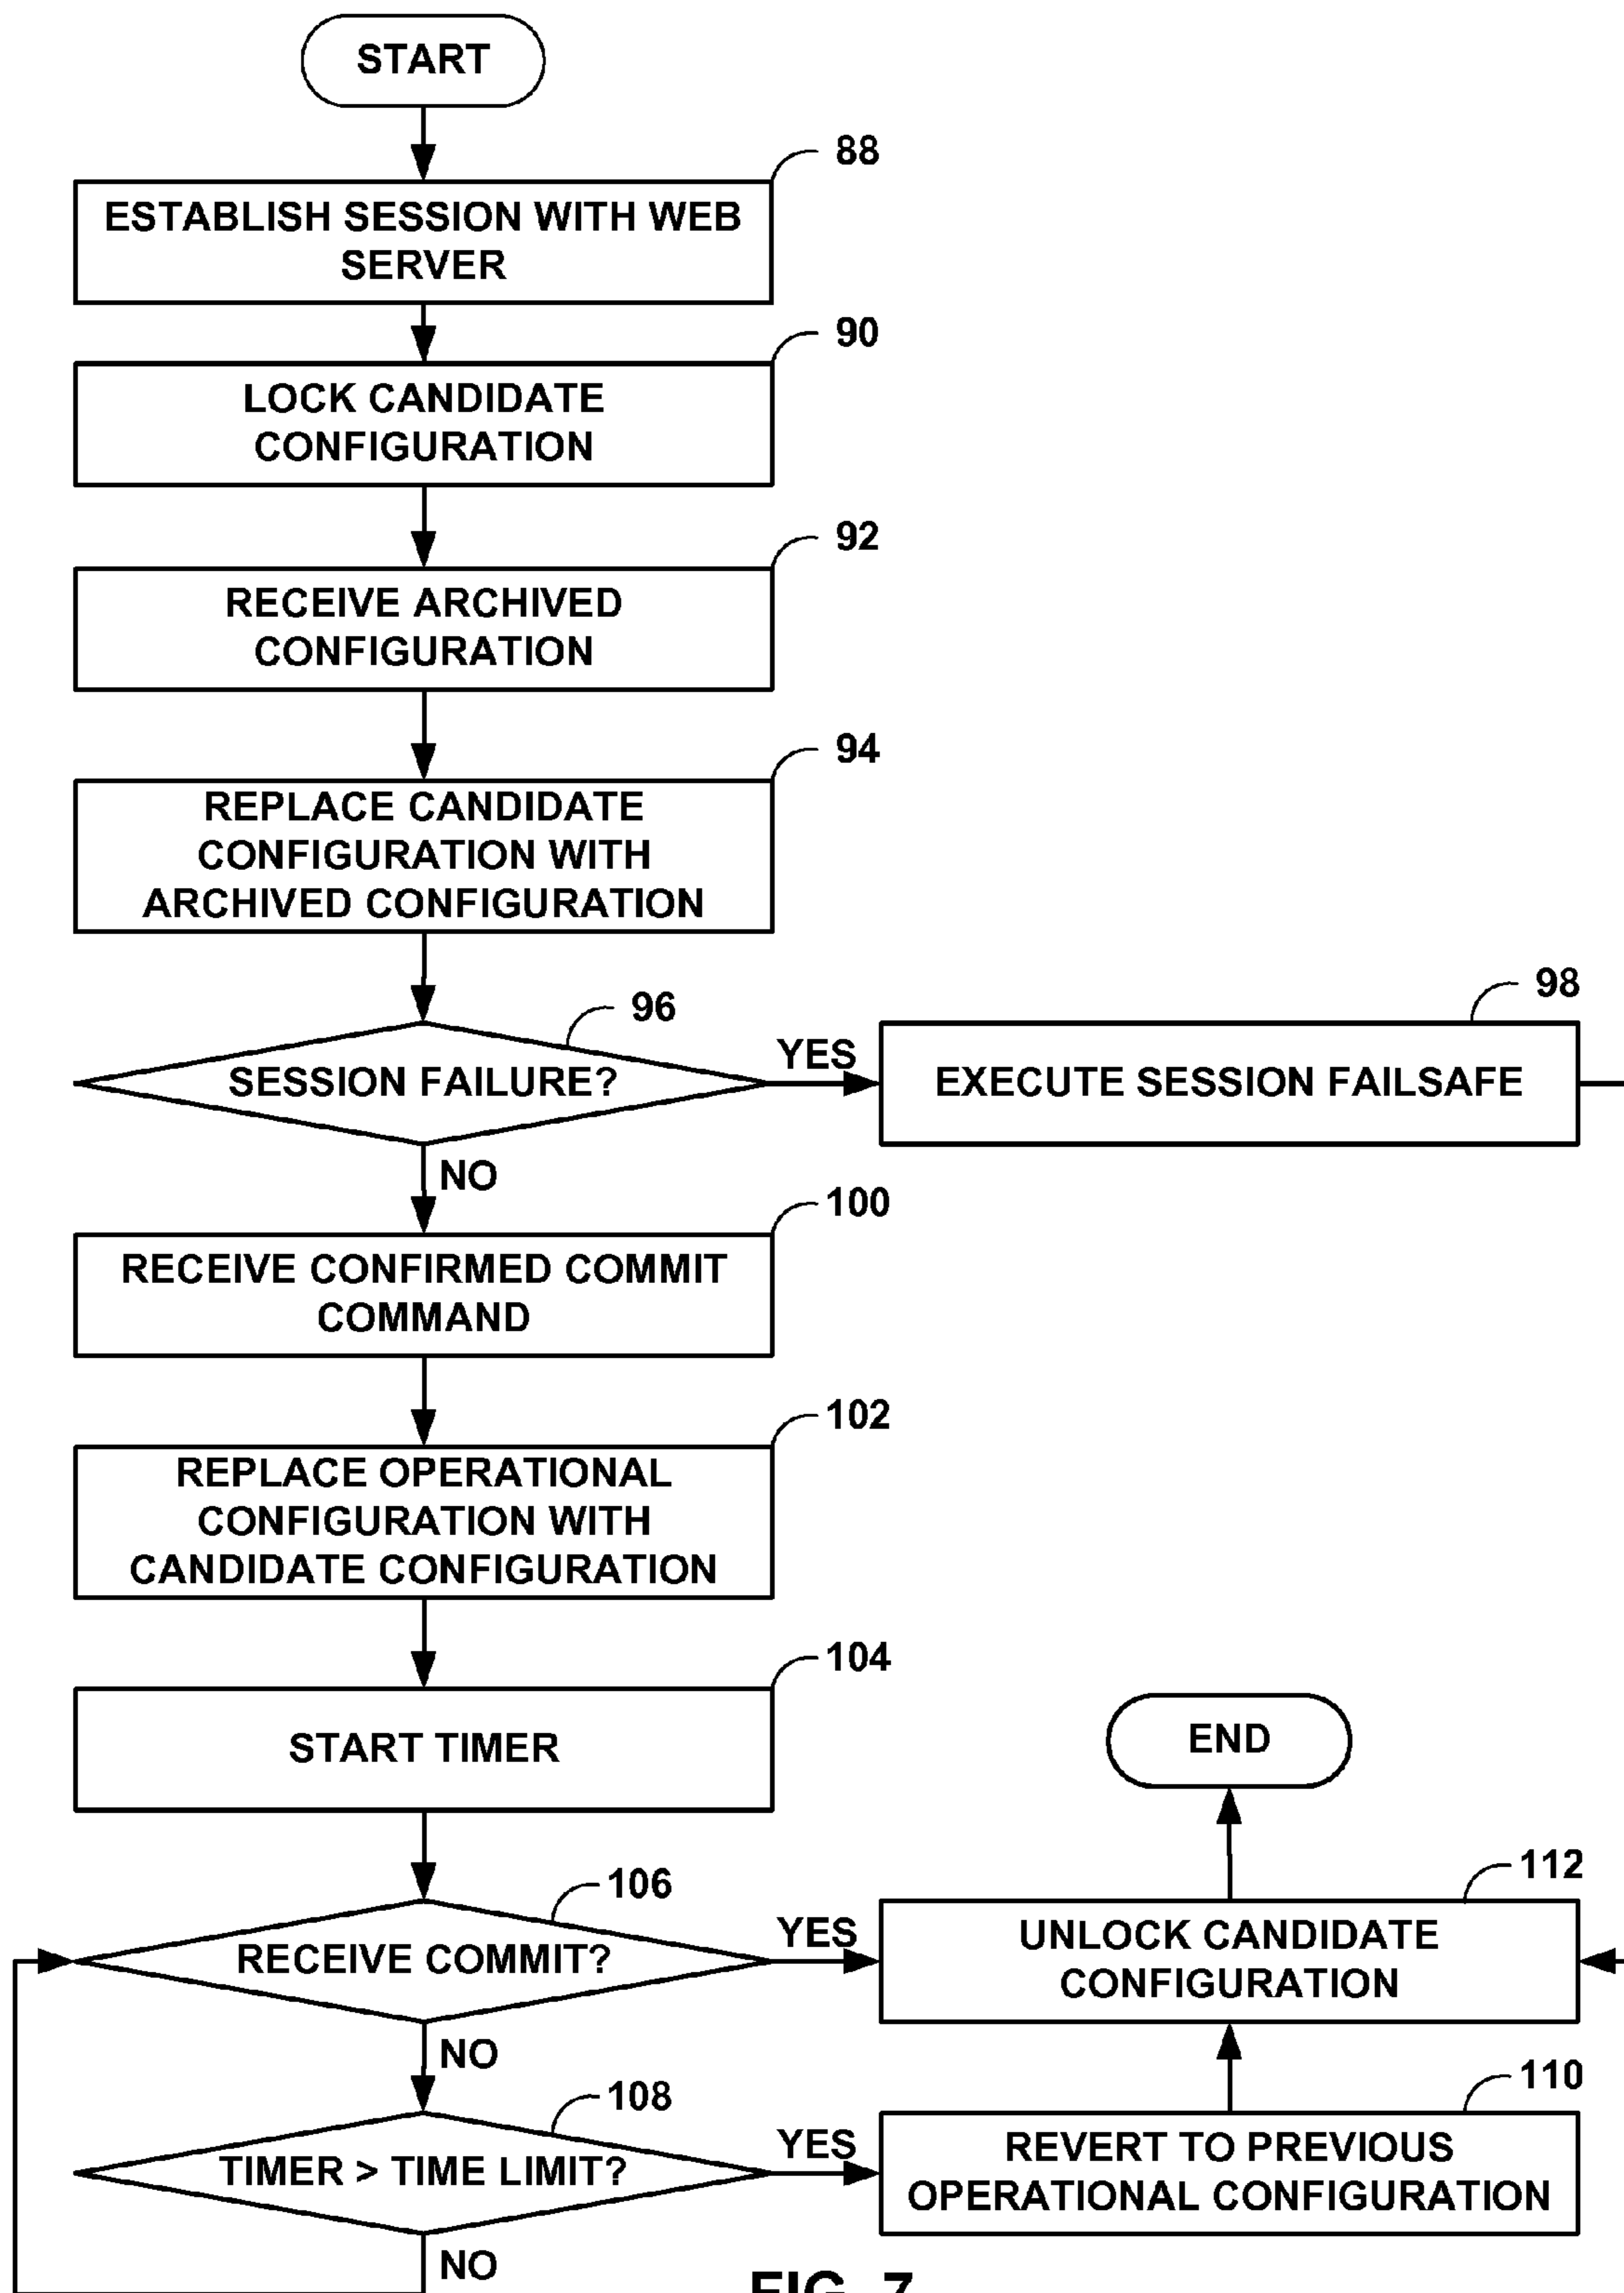 START
88
ESTABLISH SESSION WITH WEB
SERVER
90
LOCK CANDIDATE
CONFIGURATION
92
RECEIVE ARCHIVED
CONFIGURATION
94
REPLACE CANDIDATE
CONFIGURATION WITH
ARCHIVED CONFIGURATION
96
SESSION FAILURE?
YES
98
EXECUTE SESSION FAILSAFE
NO
100
RECEIVE CONFIRMED COMMIT
COMMAND
102
REPLACE OPERATIONAL
CONFIGURATION WITH
CANDIDATE CONFIGURATION
104
START TIMER
END
106
RECEIVE COMMIT?
YES
112
UNLOCK CANDIDATE
CONFIGURATION
NO
108
TIMER > TIME LIMIT?
YES
110
REVERT TO PREVIOUS
OPERATIONAL CONFIGURATION
NO
FIG. 7